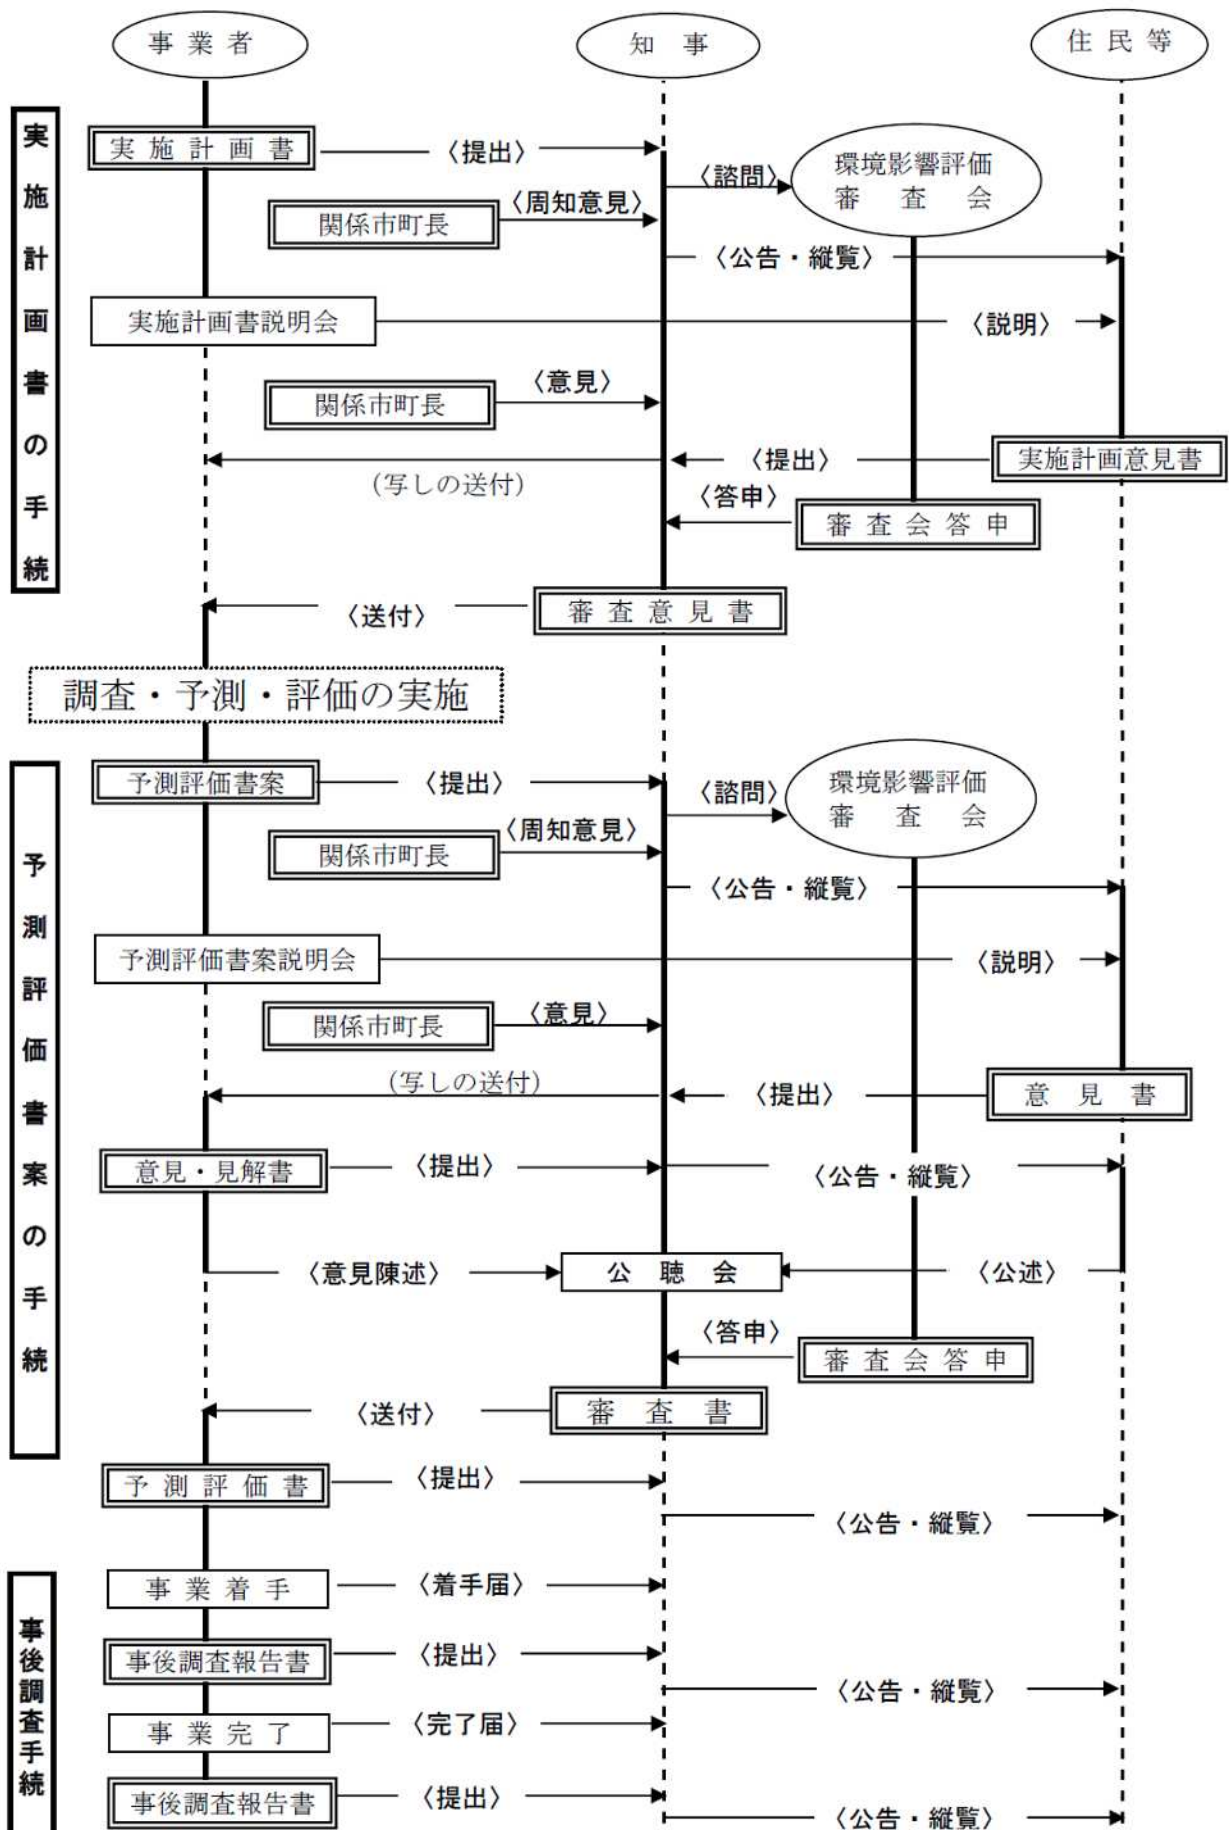 事業者
知事
住民等
実施計画書の手続
実施計画書
〈提出〉
〈諮問〉
環境影響評価
審査会
関係市町長
〈周知意見〉
〈公告・縦覧〉
実施計画書説明会
〈説明〉
関係市町長
〈意見〉
〈提出〉
実施計画意見書
(写しの送付)
〈答申〉
審査会答申
〈送付〉
審査意見書
調査・予測・評価の実施
予測評価書案の手続
予測評価書案
〈提出〉
〈諮問〉
環境影響評価
審査会
関係市町長
〈周知意見〉
〈公告・縦覧〉
予測評価書案説明会
〈説明〉
関係市町長
〈意見〉
(写しの送付)
〈提出〉
意見書
意見・見解書
〈提出〉
〈公告・縦覧〉
〈意見陳述〉
公聴会
〈公述〉
〈答申〉
審査会答申
〈送付〉
審査書
予測評価書
〈提出〉
〈公告・縦覧〉
事後調査手続
事業着手
〈着手届〉
事後調査報告書
〈提出〉
〈公告・縦覧〉
事業完了
〈完了届〉
事後調査報告書
〈提出〉
〈公告・縦覧〉